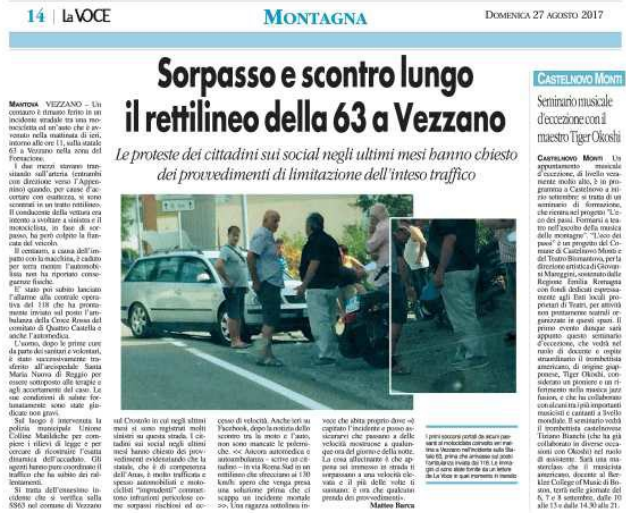 14 | La VOCE
MONTAGNA
DOMENICA 27 AGOSTO 2017
Sorpasso e scontro lungo
il rettilineo della 63 a Vezzano
Le proteste dei cittadini sui social negli ultimi mesi hanno chiesto
dei provvedimenti di limitazione dell'inteso traffico
MANTOVA VEZZANO – Un
centauro è rimasto ferito in un
incidente stradale tra una mo-
tocicletta ed un'auto che è av-
venuto nella mattinata di ieri,
intorno alle ore 11, sulla statale
63 a Vezzano nella zona del
Fornacione.
I due mezzi stavano tran-
sitando sull'arteria (entrambi
con direzione verso l'Appen-
nino) quando, per cause d'ac-
certare con esattezza, si sono
scontrati in un tratto rettilineo.
Il conducente della vettura era
intento a svoltare a sinistra e il
motociclista, in fase di sor-
passo, ha però colpito la fian-
cata del veicolo.
Il centauro, a causa dell'im-
patto con la macchina, è caduto
per terra mentre l'automobi-
lista non ha riportato conse-
guenze fisiche.
E' stato poi subito lanciato
l'allarme alla centrale opera-
tiva del 118 che ha pronta-
mente inviato sul posto l'am-
bulanza della Croce Rossa del
comitato di Quattro Castella e
anche l'automedica.
L'uomo, dopo le prime cure
da parte dei sanitari e volontari,
è stato successivamente tra-
sferito all'arcispedale Santa
Maria Nuova di Reggio per
essere sottoposto alle terapie e
agli accertamenti del caso. Le
sue condizioni di salute for-
tunatamente sono state giu-
dicate non gravi.
Sul luogo è intervenuta la
polizia municipale Unione
Colline Matildiche per com-
piere i rilievi di legge e per
cercare di ricostruire l'esatta
dinamica dell'accaduto. Gli
agenti hanno pure coordinato il
traffico che ha subito dei ral-
lentamenti.
Si tratta dell'ennesimo in-
cidente che si verifica sulla
SS63 nel comune di Vezzano
sul Crostolo in cui negli ultimi
mesi si sono registrati molti
sinistri su questa strada. I cit-
tadini sui social negli ultimi
mesi hanno chiesto dei prov-
vedimenti evidenziando che la
statale, che è di competenza
dell'Anas, è molto trafficata e
spesso automobilisti e moto-
ciclisti "imprudenti" commet-
tono infrazioni pericolose co-
me sorpassi rischiosi ed ec-
cesso di velocità. Anche ieri su
Facebook, dopo la notizia dello
scontro tra la moto e l'auto,
non sono mancate le polemi-
che. «« Ancora automedica e
autoambulanza – scrive un cit-
tadino – in via Roma Sud in un
rettilineo che sfrecciano ai 130
km/h: spero che venga presa
una soluzione prima che ci
scappa un incidente mortale
»». Una ragazza sottolinea in-
vece che abita proprio dove «è
capitato l'incidente e posso as-
sicurarvi che passano a delle
velocità mostruose a qualun-
que ora del giorno e della notte.
La cosa allucinante è che ap-
pena sei immesso in strada ti
sorpassano a una velocità ele-
vata e il più delle volte ti
suonano: è ora che qualcuno
prenda dei provvedimenti».
Matteo Barca
I primi soccorsi portati da alcuni pas-
santi al motociclista coinvolto ieri mat-
tina a Vezzano nell'incidente sulla Sta-
tale 63, prima che arrivasse sul posto
l'ambulanza inviata dal 118. Le imma-
gini ci sono state fornite da un lettore
de La Voce in quel momento in transito
CASTELNOVO MONTI
Seminario musicale
d'eccezione con il
maestro Tiger Okoshi
CASTELNOVO MONTI Un
appuntamento musicale
d'eccezione, di livello vera-
mente molto alto, è in pro-
gramma a Castelnovo a ini-
zio settembre: si tratta di un
seminario di formazione,
che rientra nel progetto "L'e-
co dei passi. Formarsi a tea-
tro nell'ascolto della musica
delle montagne". "L'eco dei
passi" è un progetto del Co-
mune di Castelnovo Monti e
del Teatro Bismantova, per la
direzione artistica di Giovan-
ni Mareggini, sostenuto dalla
Regione Emilia Romagna
con fondi dedicati espressa-
mente agli Enti locali pro-
prietari di Teatri, per attività
non prettamente teatrali or-
ganizzate in questi spazi. Il
primo evento dunque sarà
appunto questo seminario
d'eccezione, che vedrà nel
ruolo di docente e ospite
straordinario il trombettista
americano, di origine giap-
ponese, Tiger Okoshi, con-
siderato un pioniere e un ri-
ferimento nella musica jazz
fusion, e che ha collaborato
con alcuni tra i più importanti
musicisti e cantanti a livello
mondiale. Il seminario vedrà
il trombettista castelnovese
Tiziano Bianchi (che ha già
collaborato in diverse occa-
sioni con Okoshi) nel ruolo
di assistente. Sarà una ma-
sterclass che il musicista
americano, docente al Ber-
klee College of Music di Bo-
ston, terrà nelle giornate del
6, 7 e 8 settembre, dalle 10
alle 13 e dalle 14.30 alle 21.